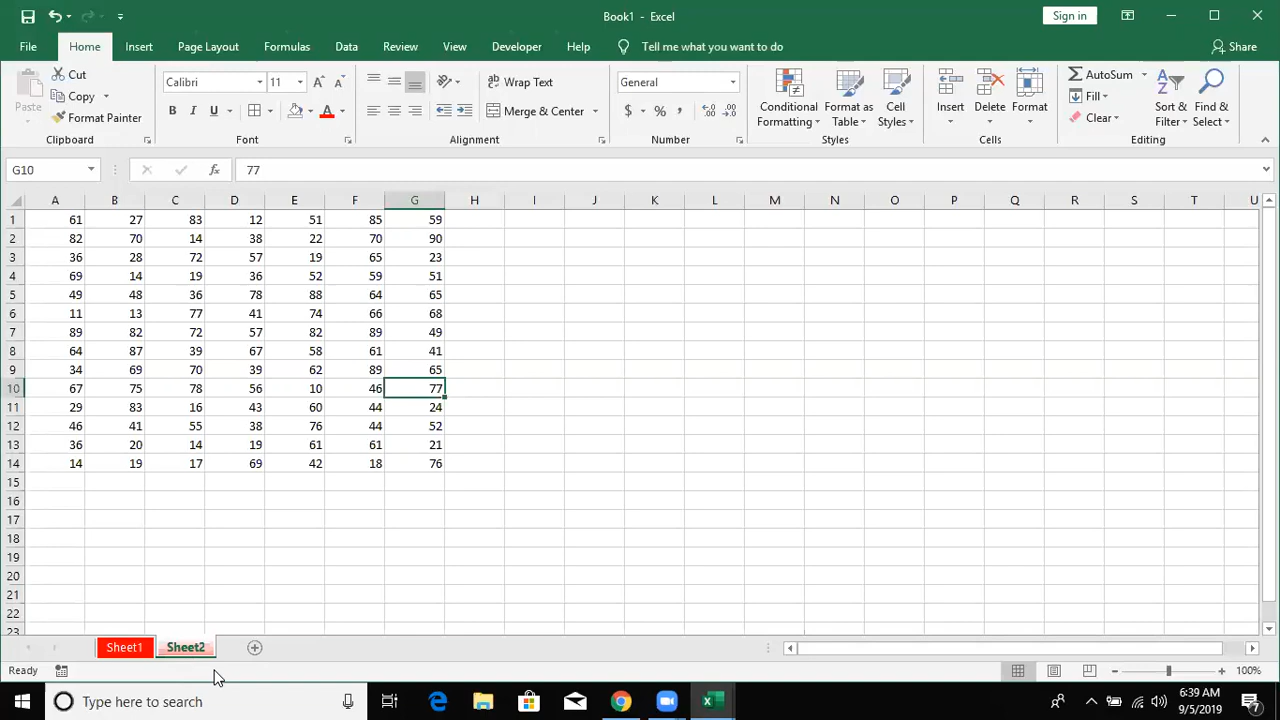 Book1 - Excel
Sign in
File Home Insert Page Layout Formulas Data Review View Developer Help Tell me what you want to do Share
Paste
Cut
Copy
Format Painter
Clipboard
Calibri 11
B I U
Font
Wrap Text
Merge & Center
Alignment
General
$ % ,
Number
Conditional Formatting
Format as Table
Cell Styles
Styles
Insert
Delete
Format
Cells
AutoSum
Fill
Clear
Sort & Filter
Find & Select
Editing
G10 fx 77
A B C D E F G H I J K L M N O P Q R S T U
1 61 27 83 12 51 85 59
2 82 70 14 38 22 70 90
3 36 28 72 57 19 65 23
4 69 14 19 36 52 59 51
5 49 48 36 78 88 64 65
6 11 13 77 41 74 66 68
7 89 82 72 57 82 89 49
8 64 87 39 67 58 61 41
9 34 69 70 39 62 89 65
10 67 75 78 56 10 46 77
11 29 83 16 43 60 44 24
12 46 41 55 38 76 44 52
13 36 20 14 19 61 61 21
14 14 19 17 69 42 18 76
15
16
17
18
19
20
21
22
23
Sheet1 Sheet2
Ready 100%
Type here to search
6:39 AM
9/5/2019
7